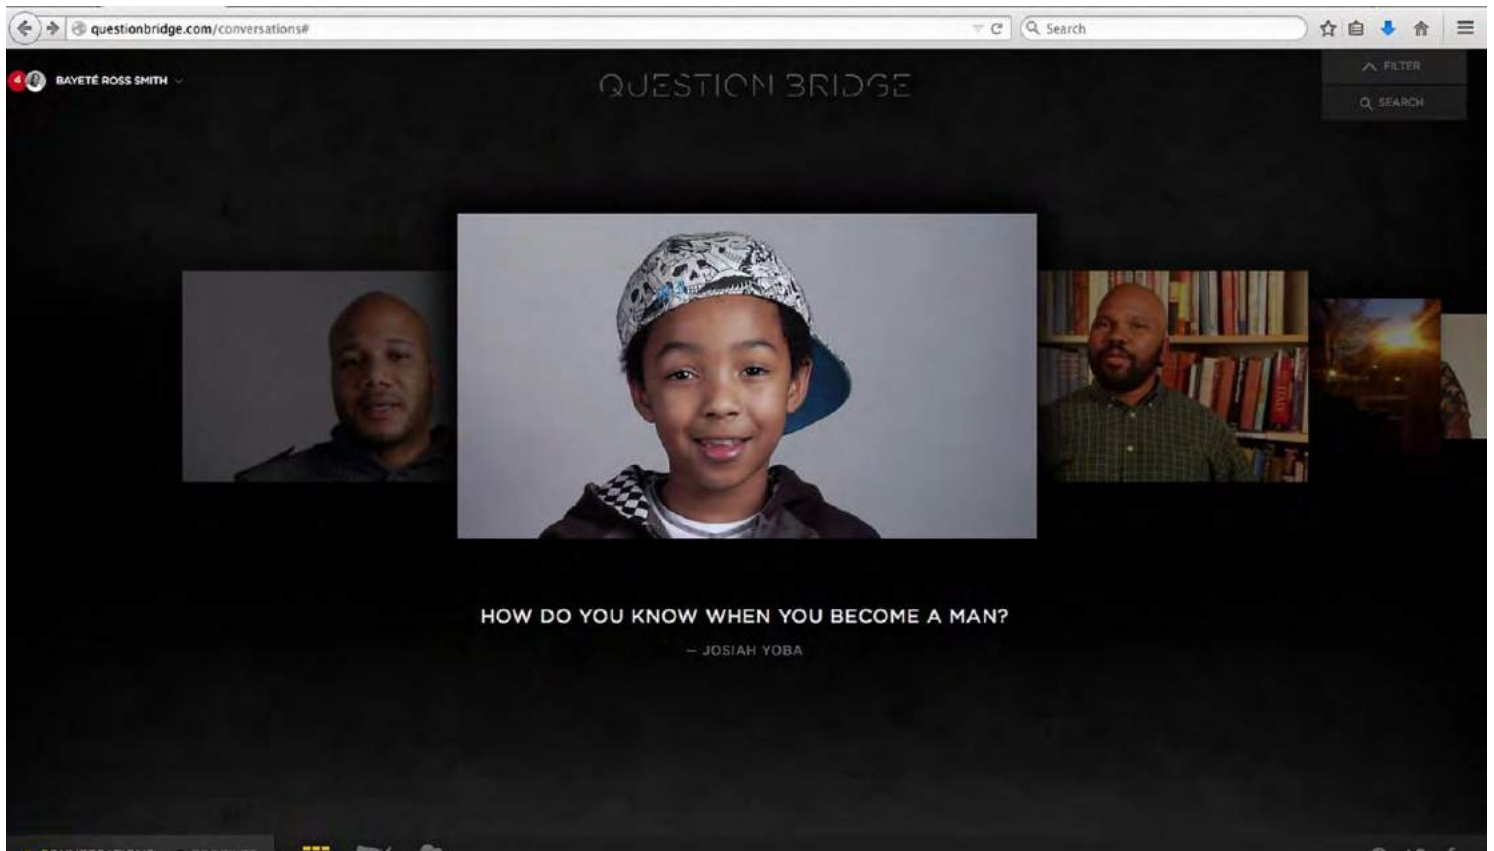 questionbridge.com/conversations#
Search
4
BAYETÉ ROSS SMITH
QUESTION BRIDGE
FILTER
SEARCH
HOW DO YOU KNOW WHEN YOU BECOME A MAN?
— JOSIAH YOBA